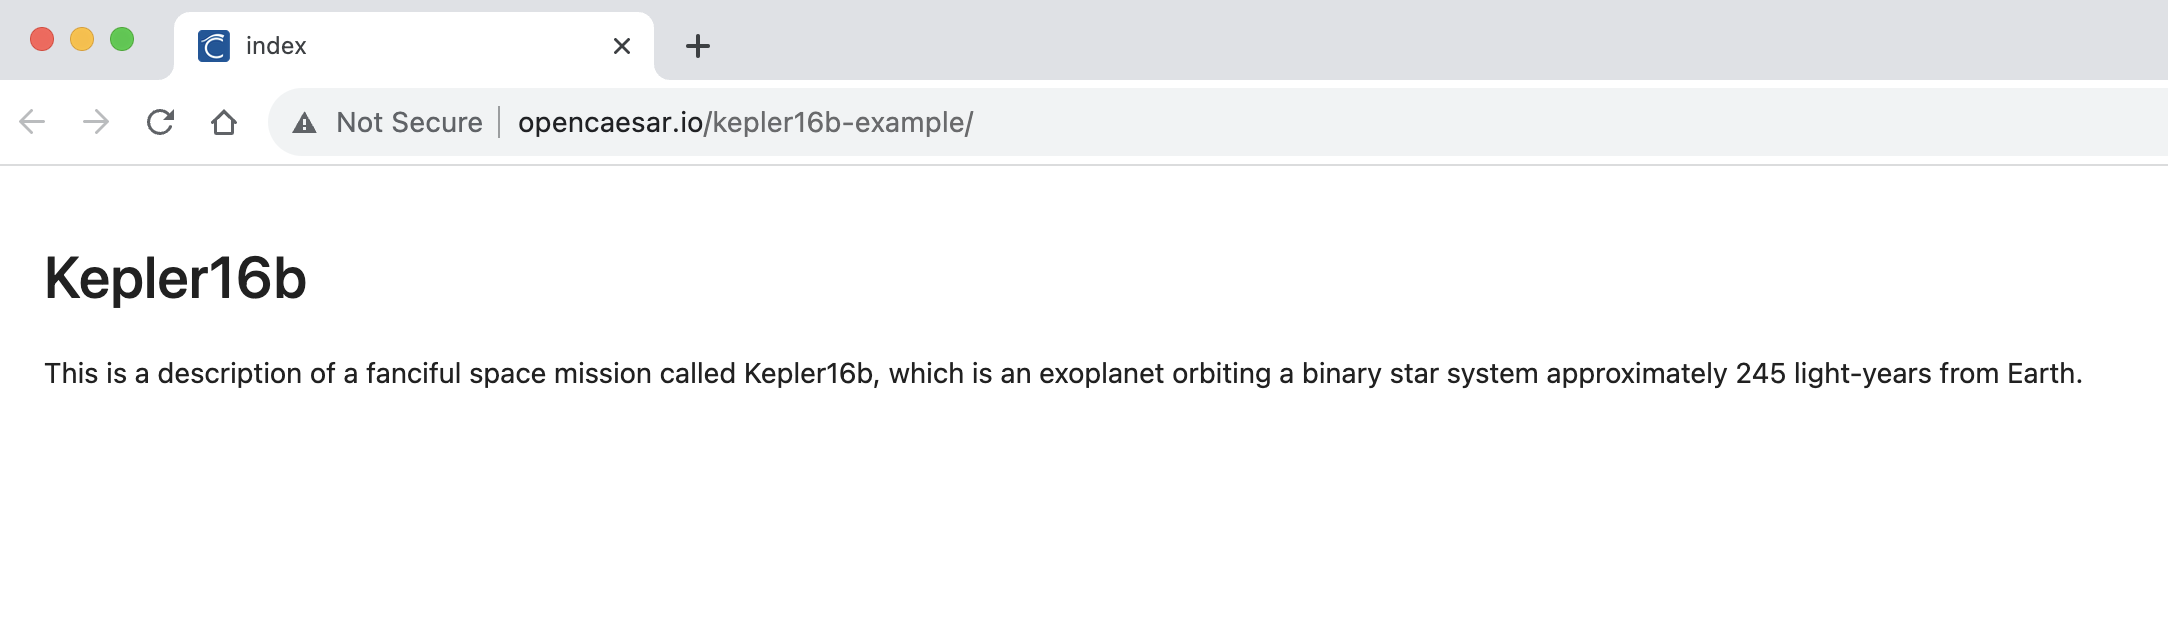 index
Not Secure | opencaesar.io/kepler16b-example/
Kepler16b
This is a description of a fanciful space mission called Kepler16b, which is an exoplanet orbiting a binary star system approximately 245 light-years from Earth.